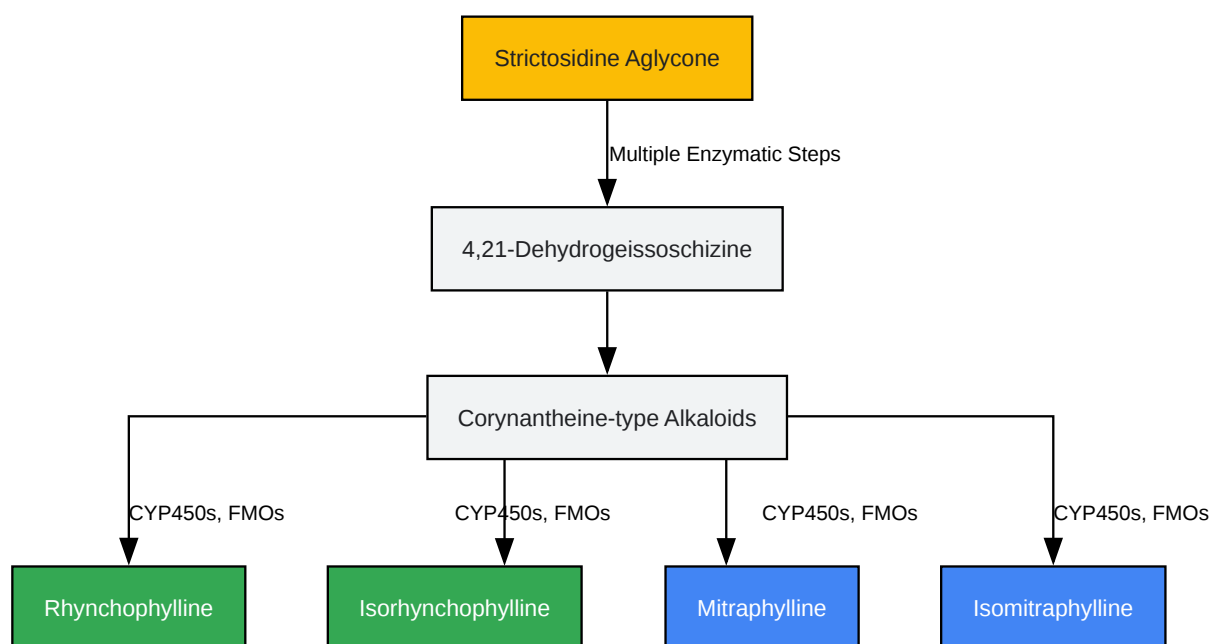 Strictosidine Aglycone
Multiple Enzymatic Steps
4,21-Dehydrogeissoschizine
Corynantheine-type Alkaloids
CYP450s, FMOs
CYP450s, FMOs
CYP450s, FMOs
CYP450s, FMOs
Rhynchophylline
Isorhynchophylline
Mitraphylline
Isomitraphylline